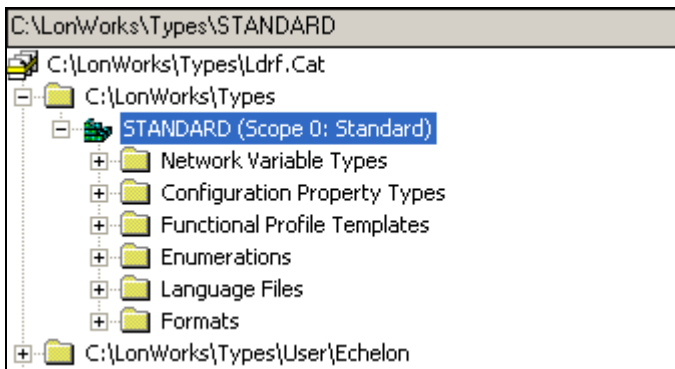 C:\LonWorks\Types\STANDARD
C:\LonWorks\Types\Ldrf.Cat
C:\LonWorks\Types
STANDARD (Scope 0: Standard)
Network Variable Types
Configuration Property Types
Functional Profile Templates
Enumerations
Language Files
Formats
C:\LonWorks\Types\User\Echelon